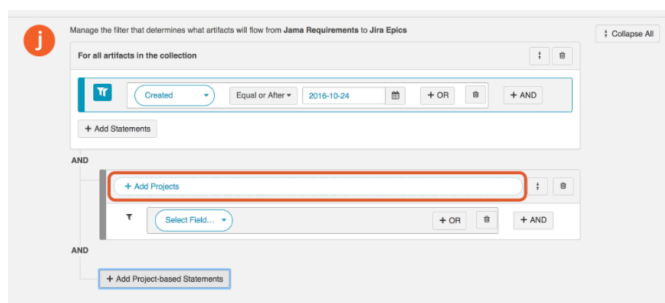 j
Manage the filter that determines what artifacts will flow from Jama Requirements to Jira Epics
Collapse All
For all artifacts in the collection
Created Equal or After 2016-10-24 + OR + AND
+ Add Statements
AND
+ Add Projects
Select Field... + OR + AND
AND
+ Add Project-based Statements